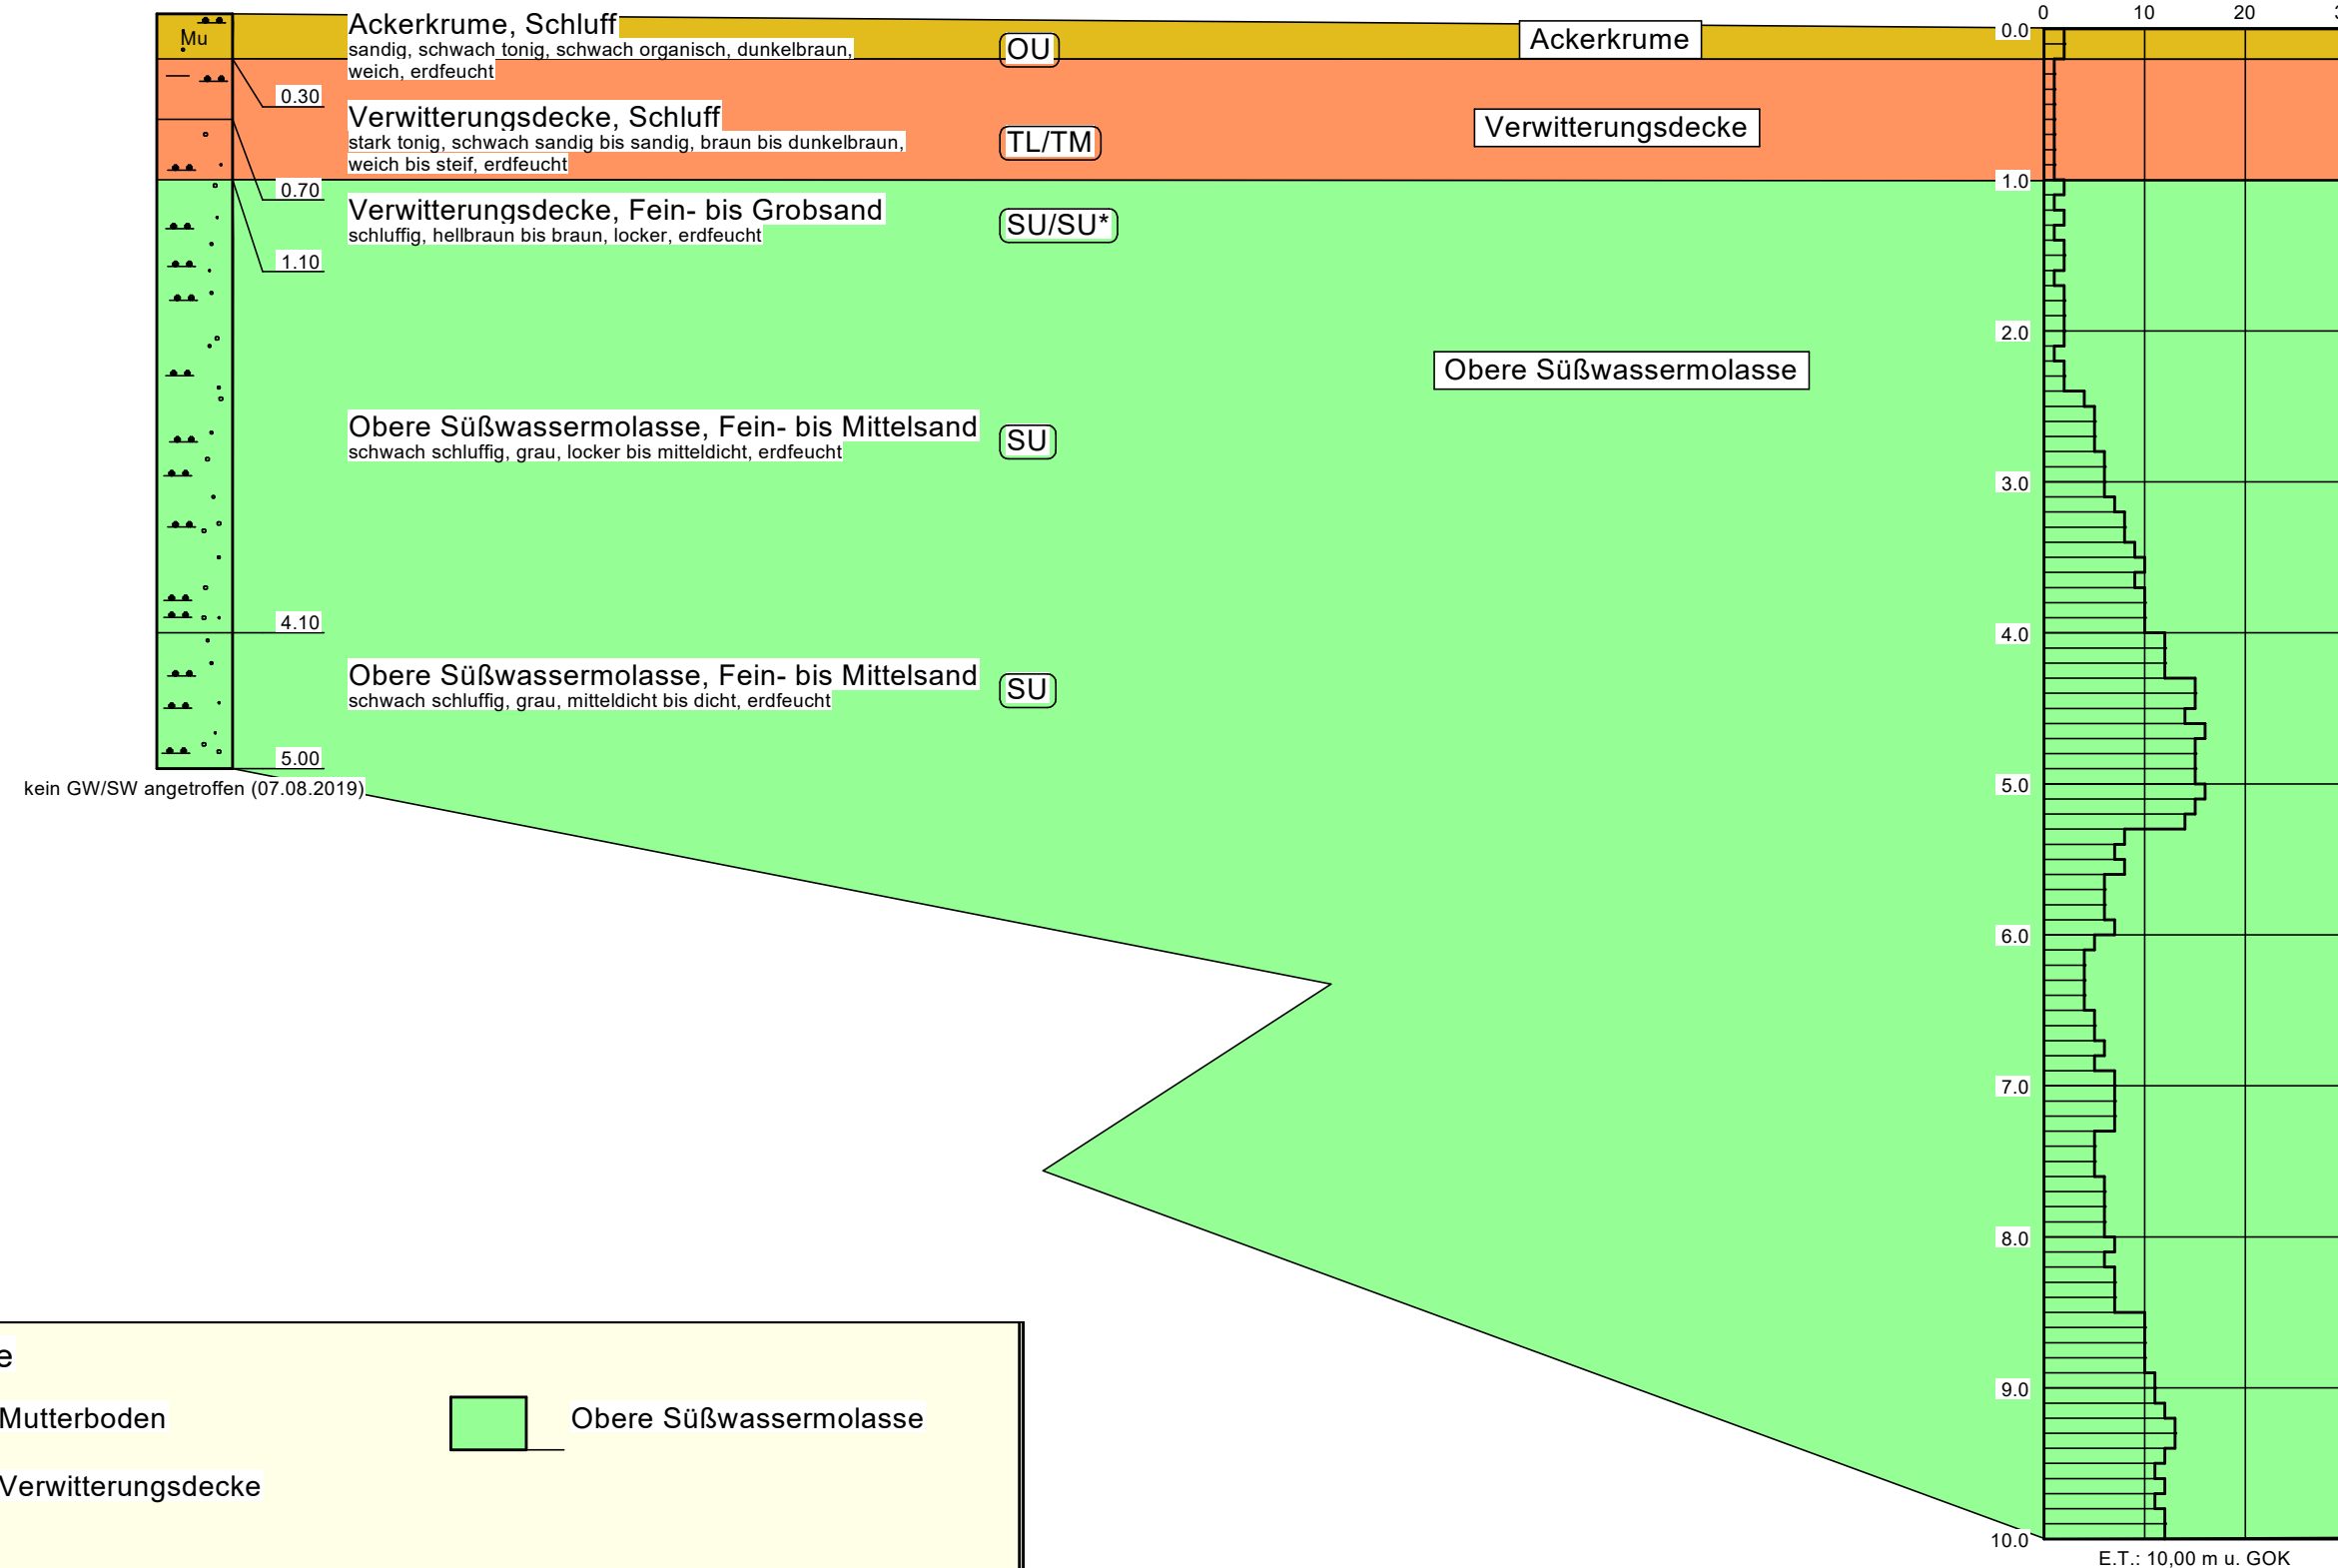 Mu
Ackerkrume, Schluff
sandig, schwach tonig, schwach organisch, dunkelbraun,
weich, erdfeucht
OU
0.30
Verwitterungsdecke, Schluff
stark tonig, schwach sandig bis sandig, braun bis dunkelbraun,
weich bis steif, erdfeucht
TL/TM
0.70
Verwitterungsdecke, Fein- bis Grobsand
schluffig, hellbraun bis braun, locker, erdfeucht
SU/SU*
1.10
Obere Süßwassermolasse, Fein- bis Mittelsand
schwach schluffig, grau, locker bis mitteldicht, erdfeucht
SU
4.10
Obere Süßwassermolasse, Fein- bis Mittelsand
schwach schluffig, grau, mitteldicht bis dicht, erdfeucht
SU
5.00
kein GW/SW angetroffen (07.08.2019)
Ackerkrume
Verwitterungsdecke
Obere Süßwassermolasse
0 10 20
0.0
1.0
2.0
3.0
4.0
5.0
6.0
7.0
8.0
9.0
10.0
E.T.: 10,00 m u. GOK
e
Mutterboden
Obere Süßwassermolasse
Verwitterungsdecke